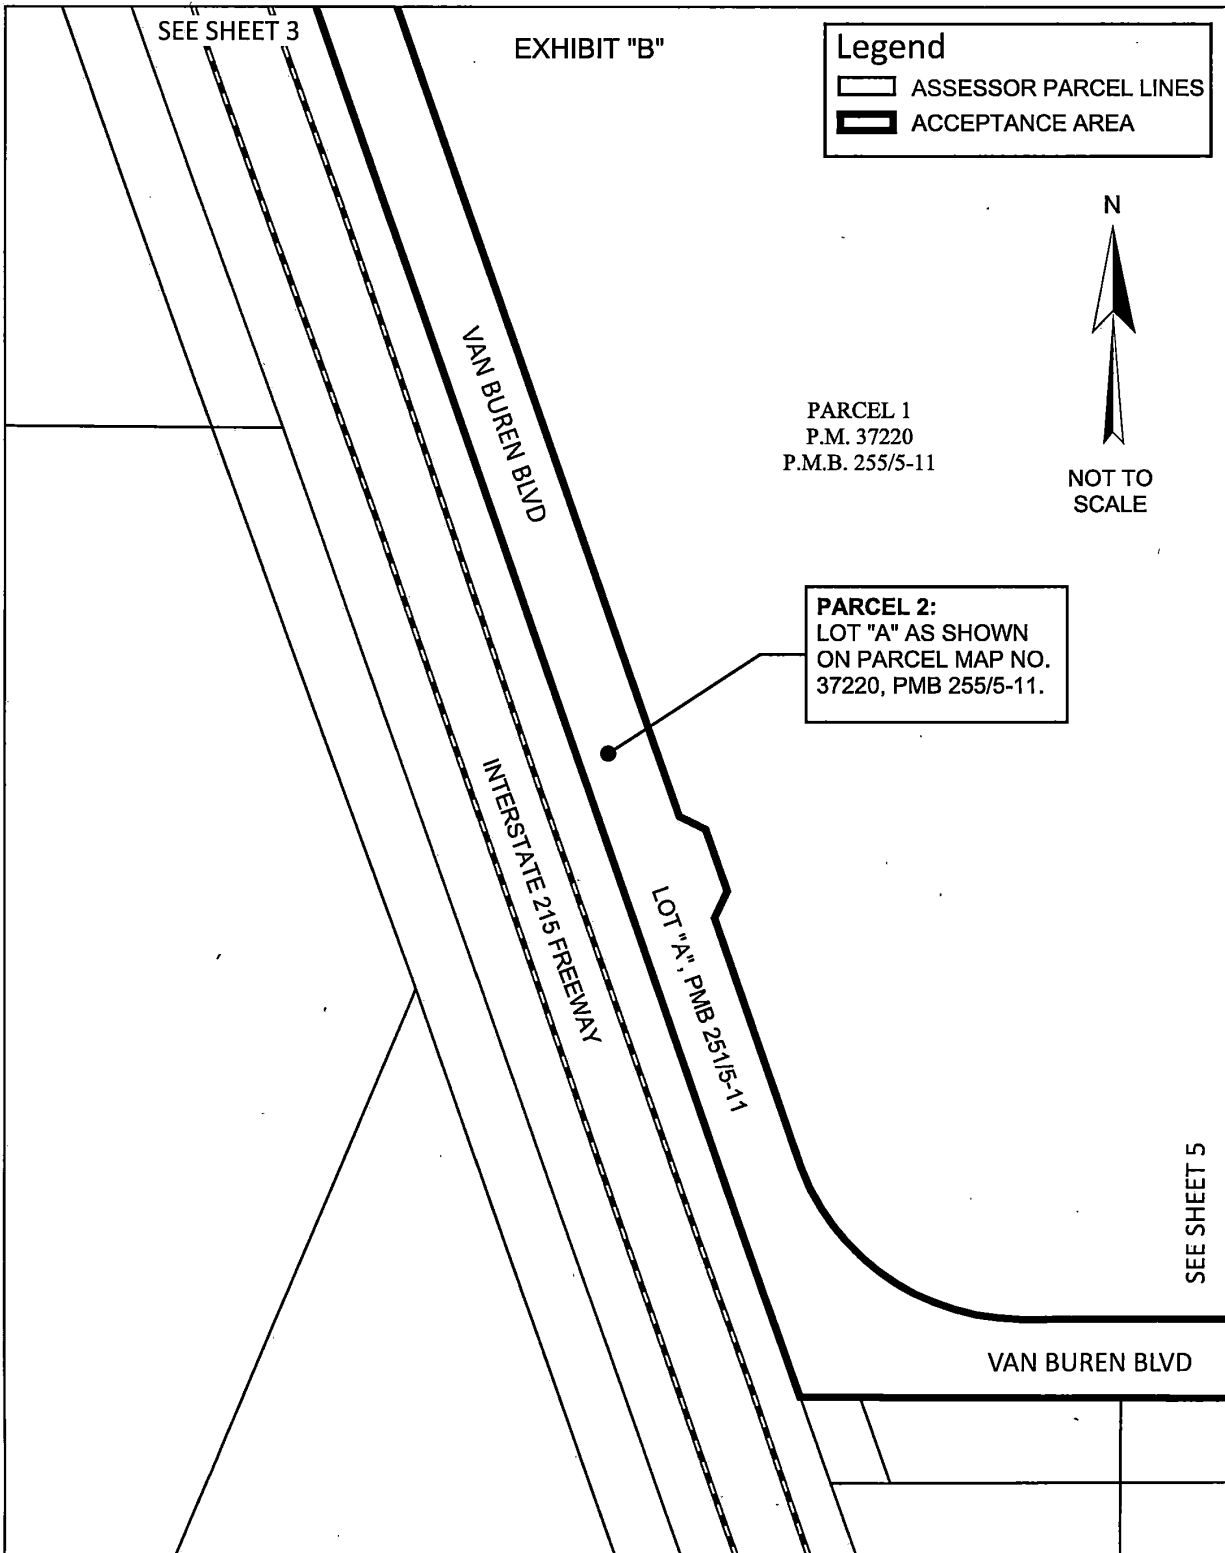 SEE SHEET 3
EXHIBIT "B"
Legend
ASSESSOR PARCEL LINES
ACCEPTANCE AREA
N
NOT TO
SCALE
VAN BUREN BLVD
PARCEL 1
P.M. 37220
P.M.B. 255/5-11
PARCEL 2:
LOT "A" AS SHOWN
ON PARCEL MAP NO.
37220, PMB 255/5-11.
INTERSTATE 215 FREEWAY
LOT "A", PMB 251/5-11
SEE SHEET 5
VAN BUREN BLVD